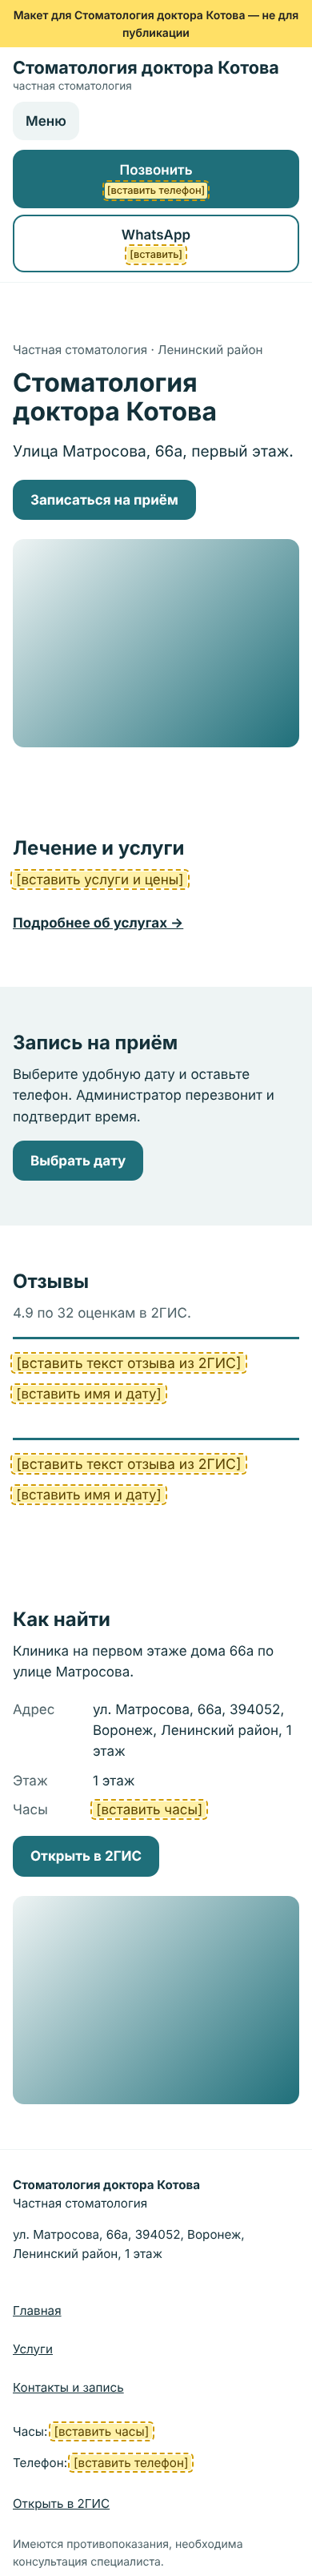 Макет для Стоматология доктора Котова — не для
публикации
Стоматология доктора Котова
частная стоматология
Меню
Позвонить
[вставить телефон]
WhatsApp
[вставить]
Частная стоматология · Ленинский район
Стоматология
доктора Котова
Улица Матросова, 66а, первый этаж.
Записаться на приём
Лечение и услуги
[вставить услуги и цены]
Подробнее об услугах →
Запись на приём
Выберите удобную дату и оставьте
телефон. Администратор перезвонит и
подтвердит время.
Выбрать дату
Отзывы
4.9 по 32 оценкам в 2ГИС.
[вставить текст отзыва из 2ГИС]
[вставить имя и дату]
[вставить текст отзыва из 2ГИС]
[вставить имя и дату]
Как найти
Клиника на первом этаже дома 66а по
улице Матросова.
Адрес ул. Матросова, 66а, 394052,
Воронеж, Ленинский район, 1
этаж
Этаж 1 этаж
Часы [вставить часы]
Открыть в 2ГИС
Стоматология доктора Котова
Частная стоматология
ул. Матросова, 66а, 394052, Воронеж,
Ленинский район, 1 этаж
Главная
Услуги
Контакты и запись
Часы: [вставить часы]
Телефон: [вставить телефон]
Открыть в 2ГИС
Имеются противопоказания, необходима
консультация специалиста.